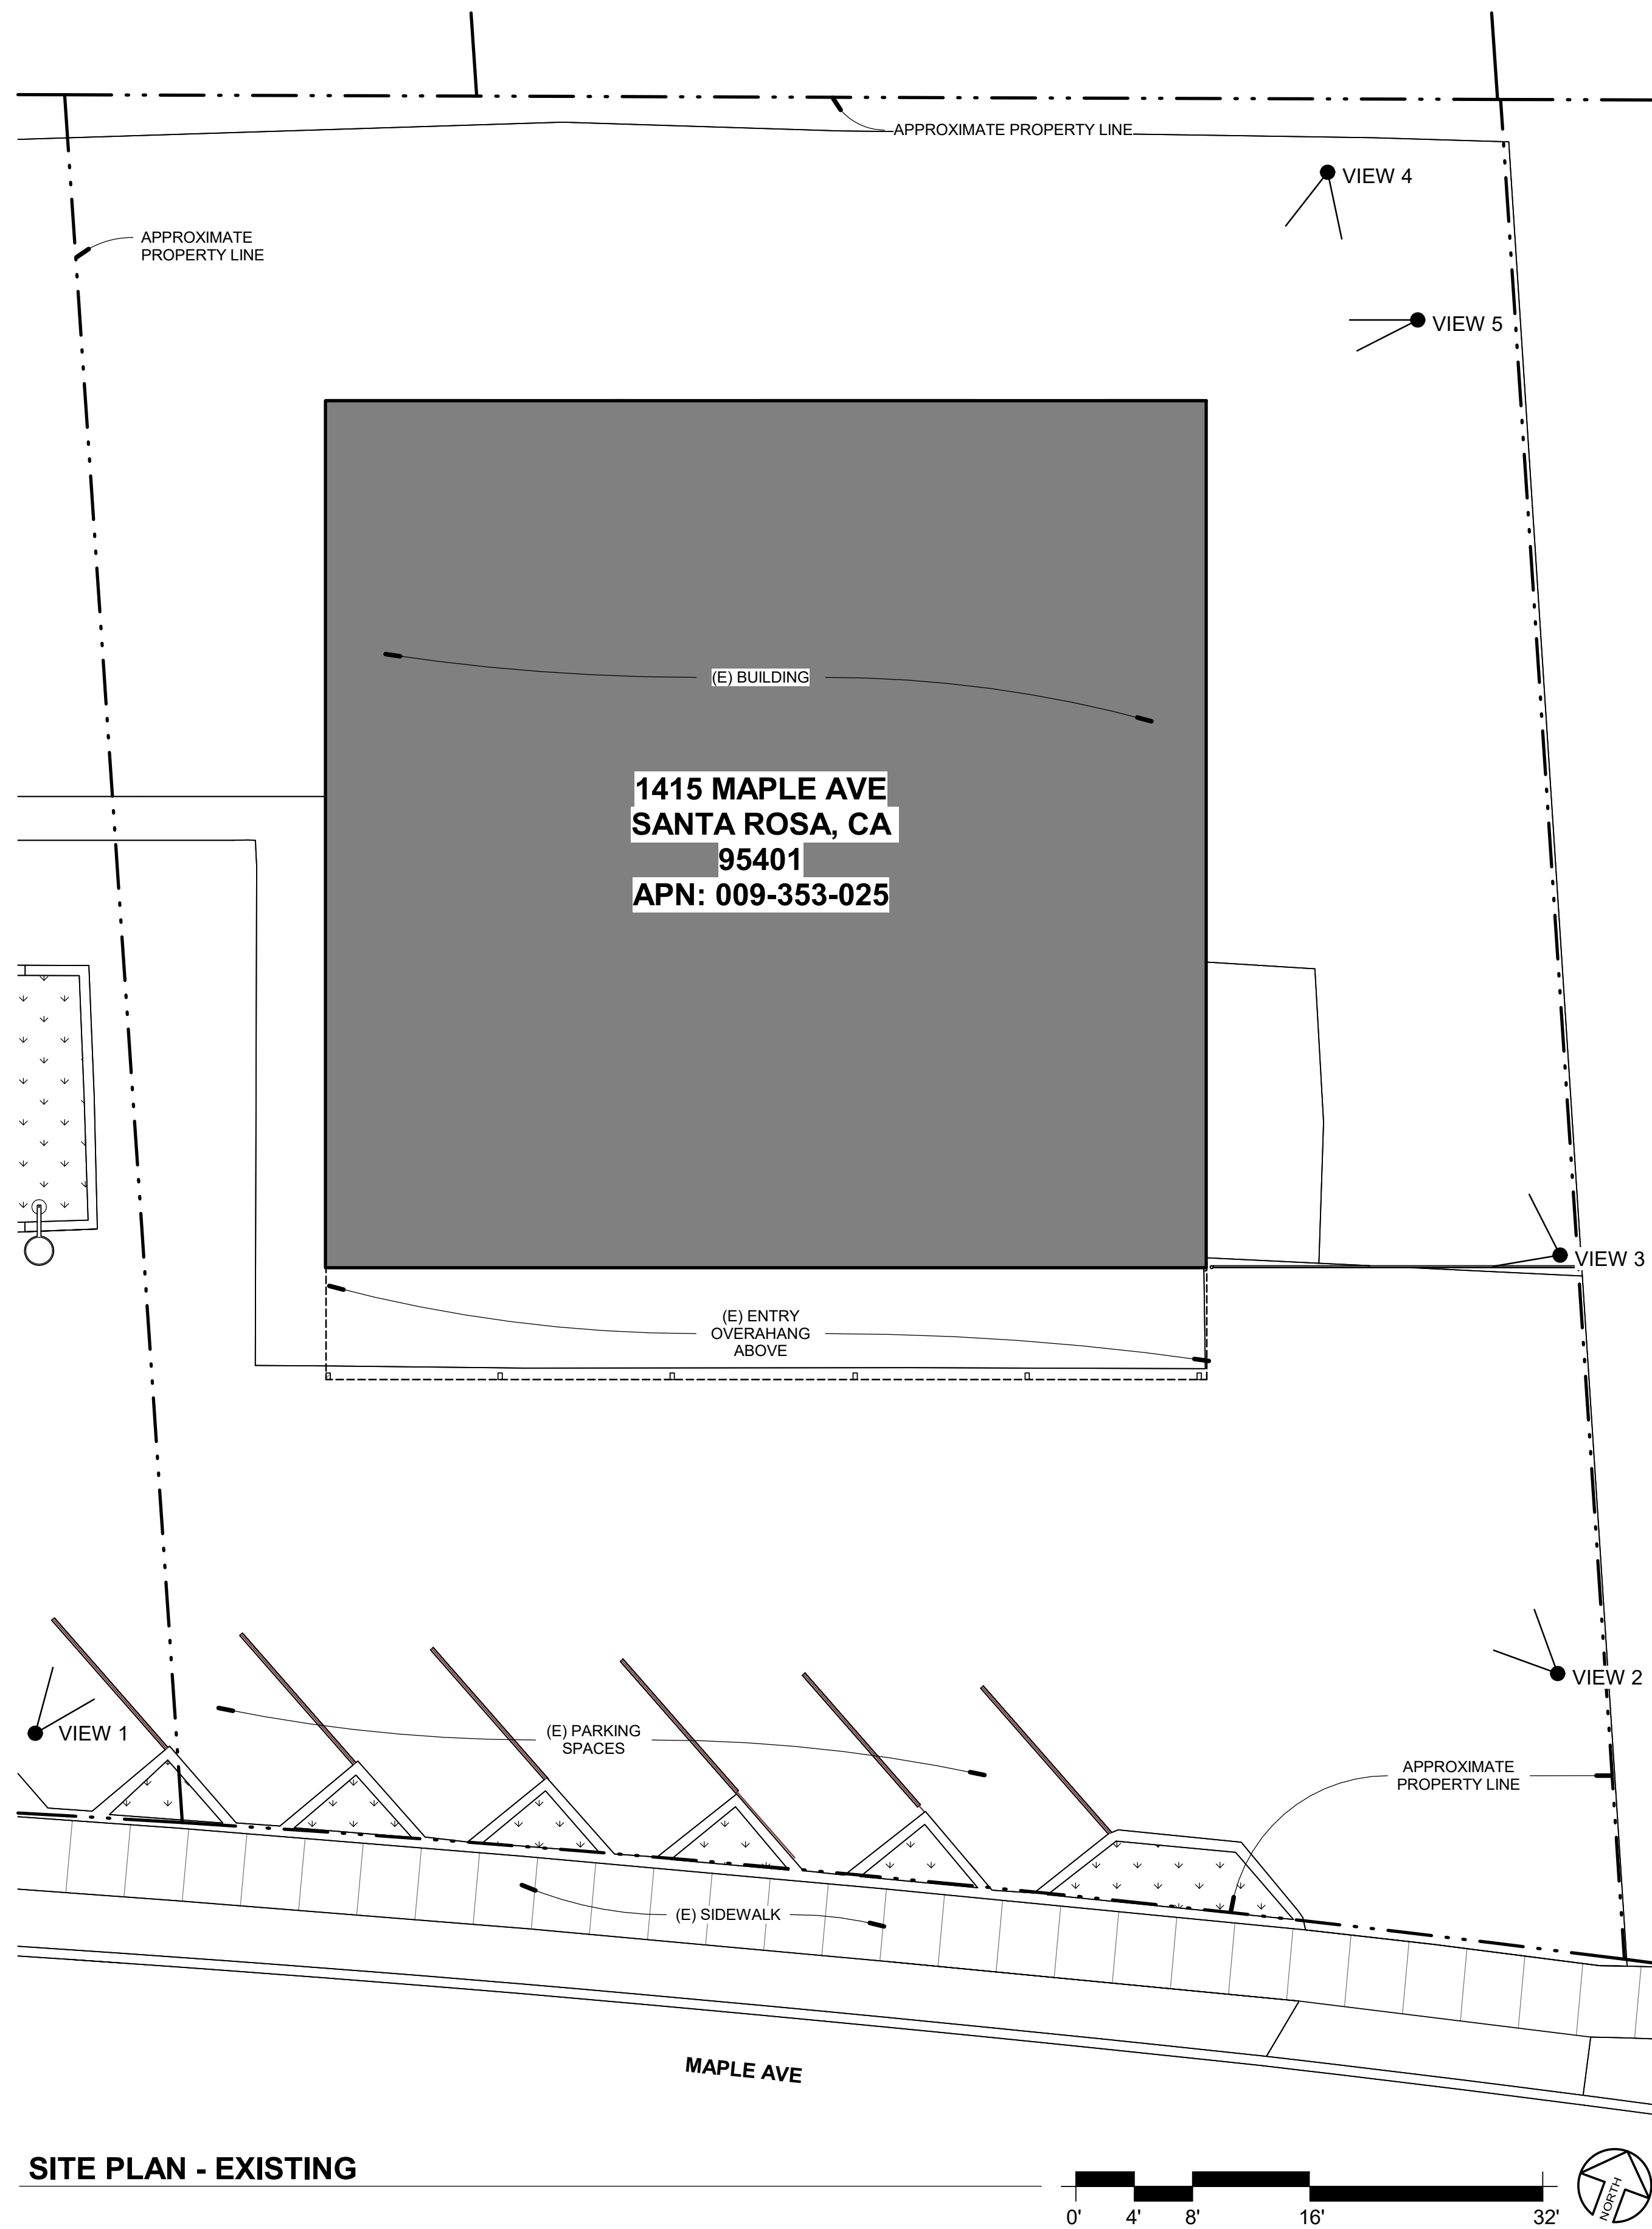 APPROXIMATE PROPERTY LINE
VIEW 4
APPROXIMATE
PROPERTY LINE
VIEW 5
(E) BUILDING
1415 MAPLE AVE
SANTA ROSA, CA
95401
APN: 009-353-025
VIEW 3
(E) ENTRY
OVERAHANG
ABOVE
VIEW 2
VIEW 1
(E) PARKING
SPACES
APPROXIMATE
PROPERTY LINE
(E) SIDEWALK
MAPLE AVE
SITE PLAN - EXISTING
0' 4' 8' 16' 32'
NORTH